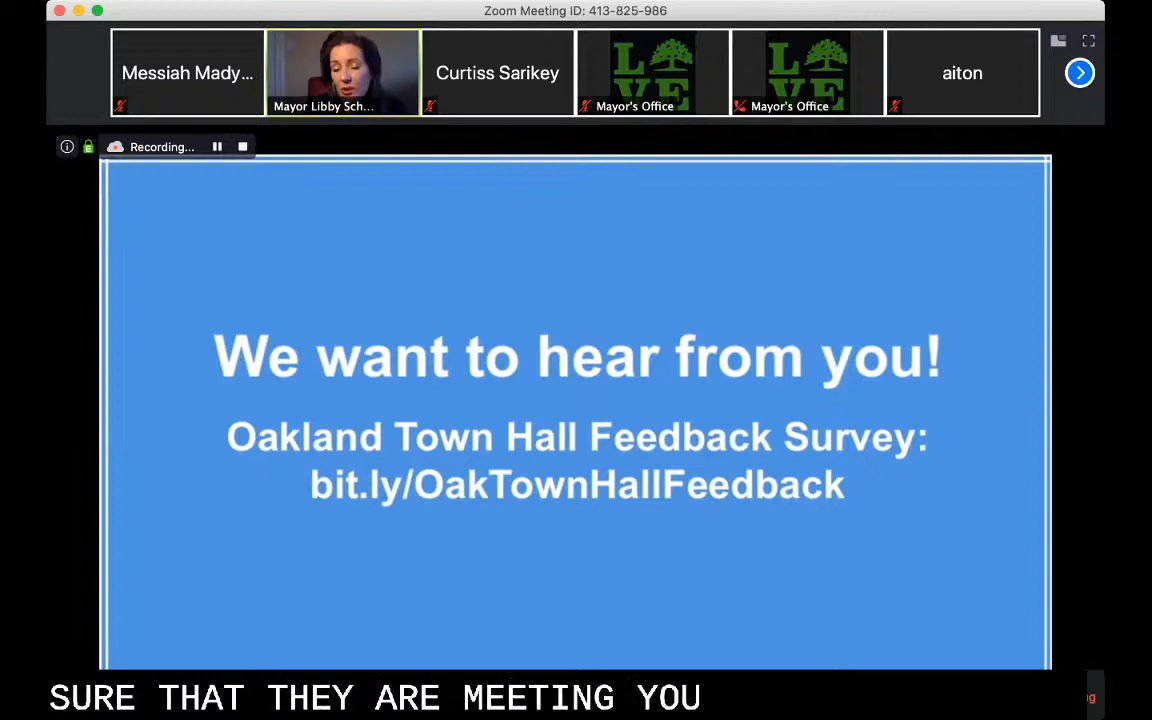 Zoom Meeting ID: 413-825-986
Messiah Mady...
Mayor Libby Sch...
Curtiss Sarikey
L VE
Mayor's Office
L VE
Mayor's Office
aiton
Recording...
We want to hear from you!
Oakland Town Hall Feedback Survey:
bit.ly/OakTownHallFeedback
SURE THAT THEY ARE MEETING YOU